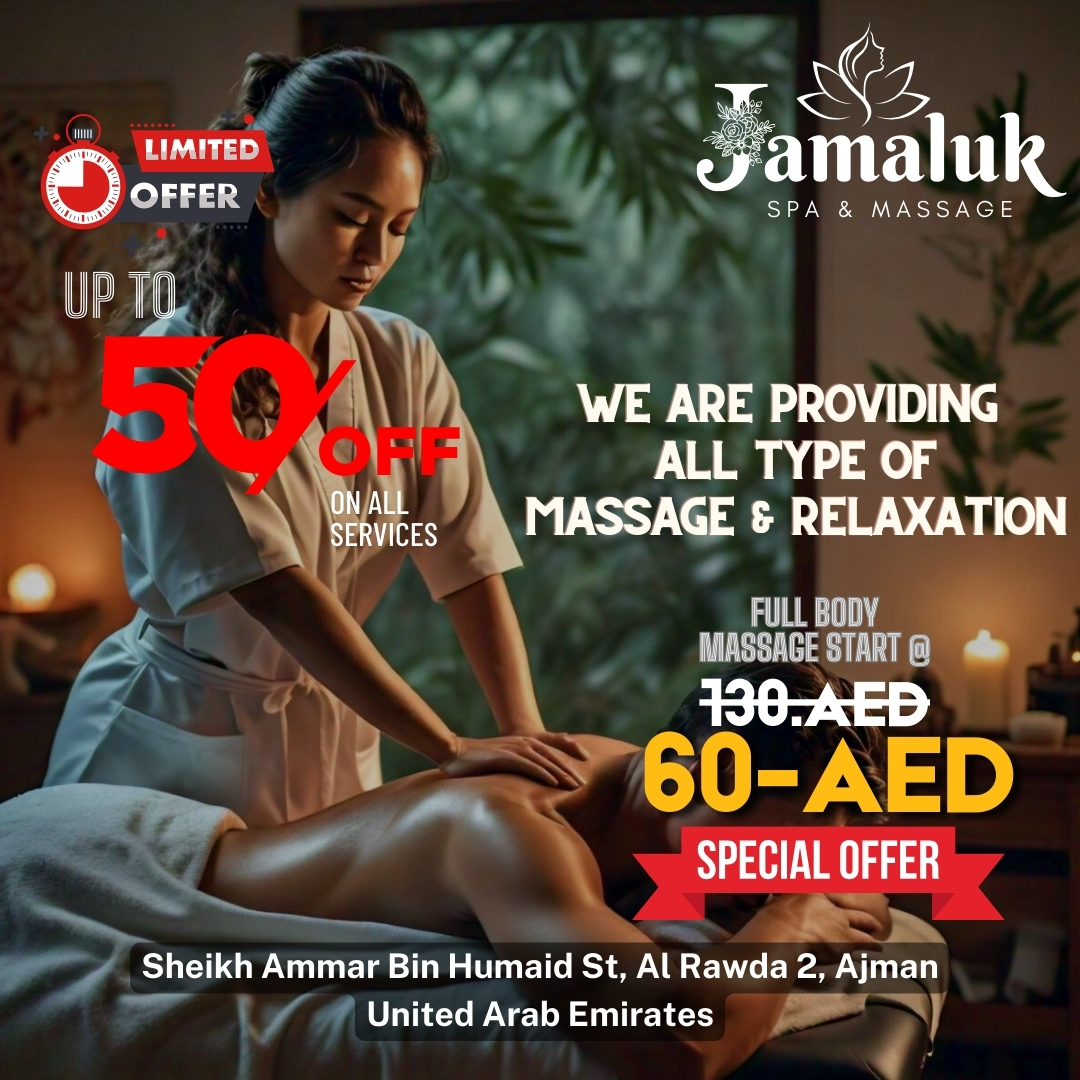 Jamaluk
SPA & MASSAGE
LIMITED
OFFER
UP TO
50% OFF
ON ALL
SERVICES
WE ARE PROVIDING
ALL TYPE OF
MASSAGE & RELAXATION
FULL BODY
MASSAGE START @
130.AED
60-AED
SPECIAL OFFER
Sheikh Ammar Bin Humaid St, Al Rawda 2, Ajman
United Arab Emirates